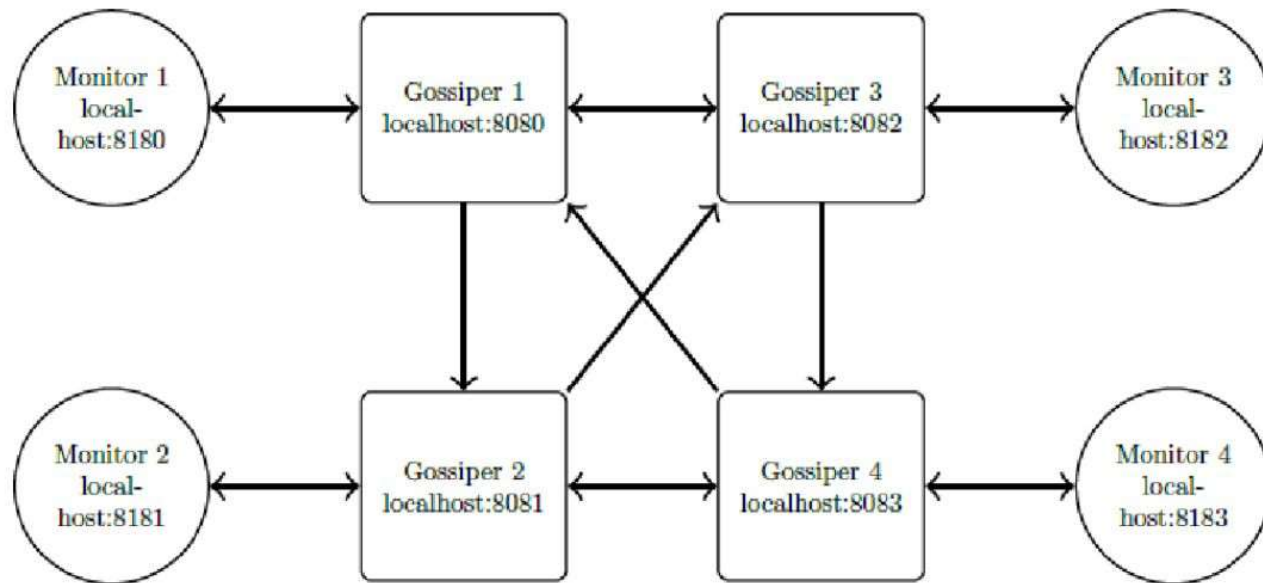 Monitor 1
local-
host:8180
Gossiper 1
localhost:8080
Gossiper 3
localhost:8082
Monitor 3
local-
host:8182
Monitor 2
local-
host:8181
Gossiper 2
localhost:8081
Gossiper 4
localhost:8083
Monitor 4
local-
host:8183